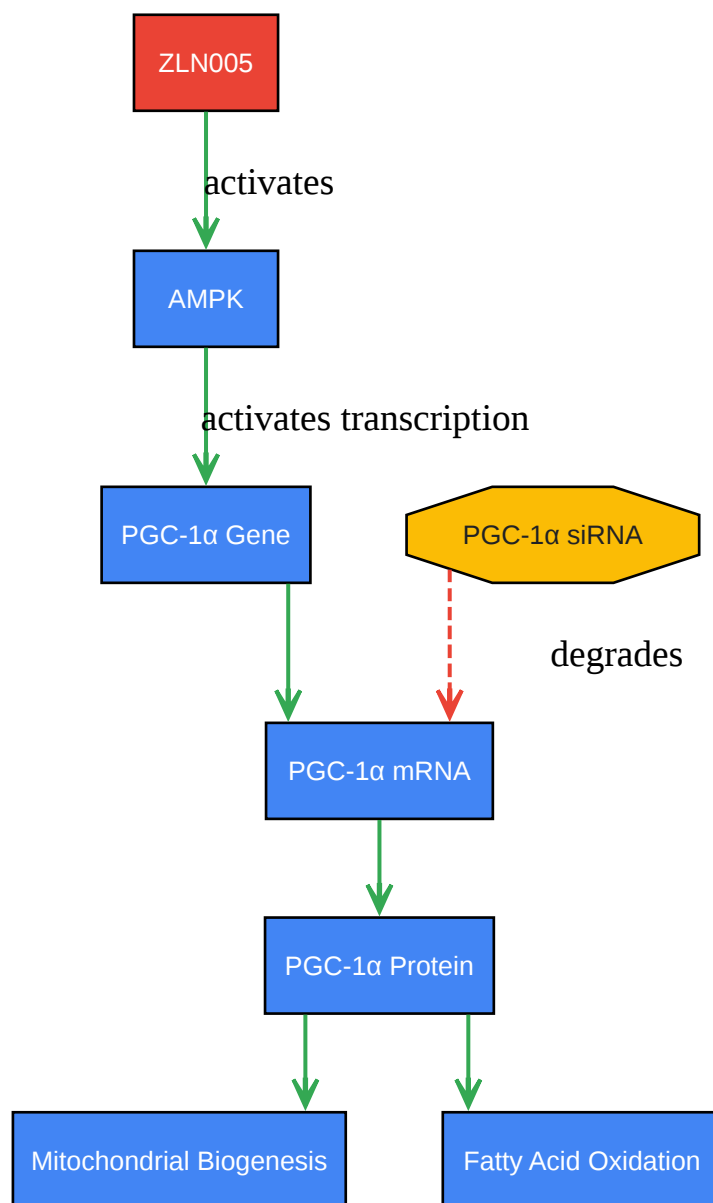 ZLN005
activates
AMPK
activates transcription
PGC-1α Gene
PGC-1α siRNA
degrades
PGC-1α mRNA
PGC-1α Protein
Mitochondrial Biogenesis
Fatty Acid Oxidation